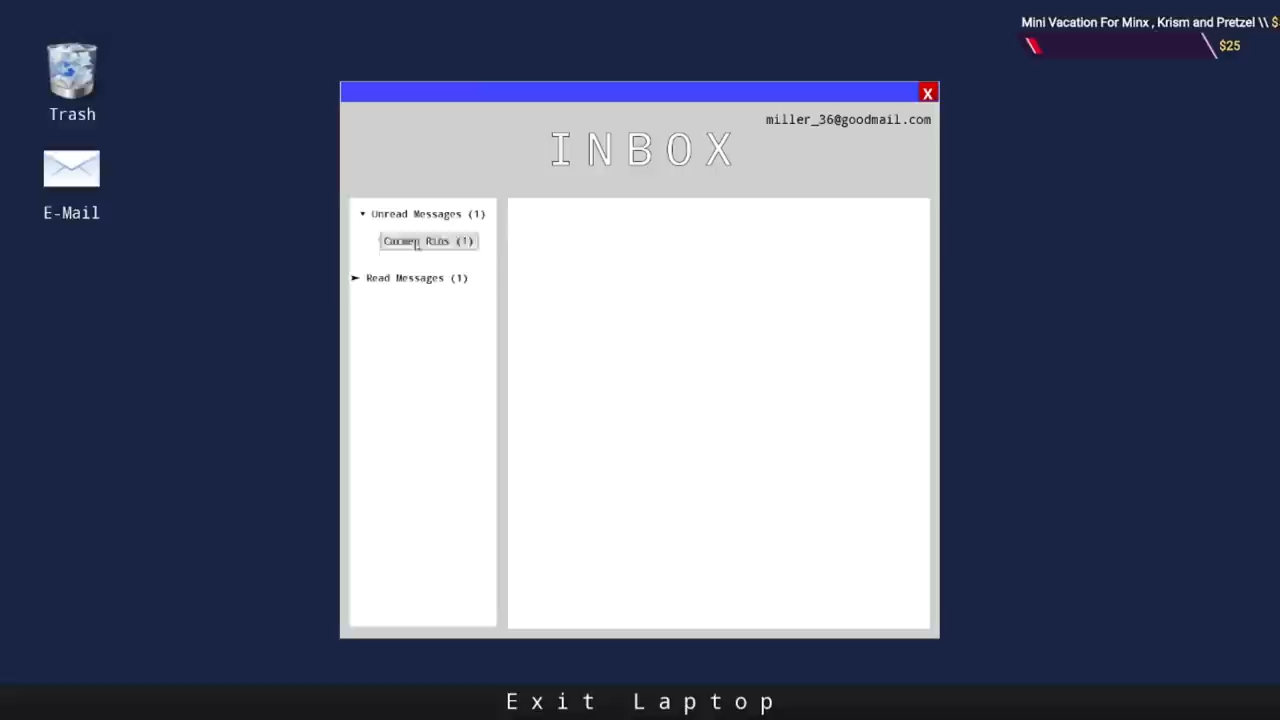 Mini Vacation For Minx , Krism and Pretzel \\ $
$25
Trash
E-Mail
X
miller_36@goodmail.com
INBOX
▾ Unread Messages (1)
(1)
► Read Messages (1)
Exit Laptop